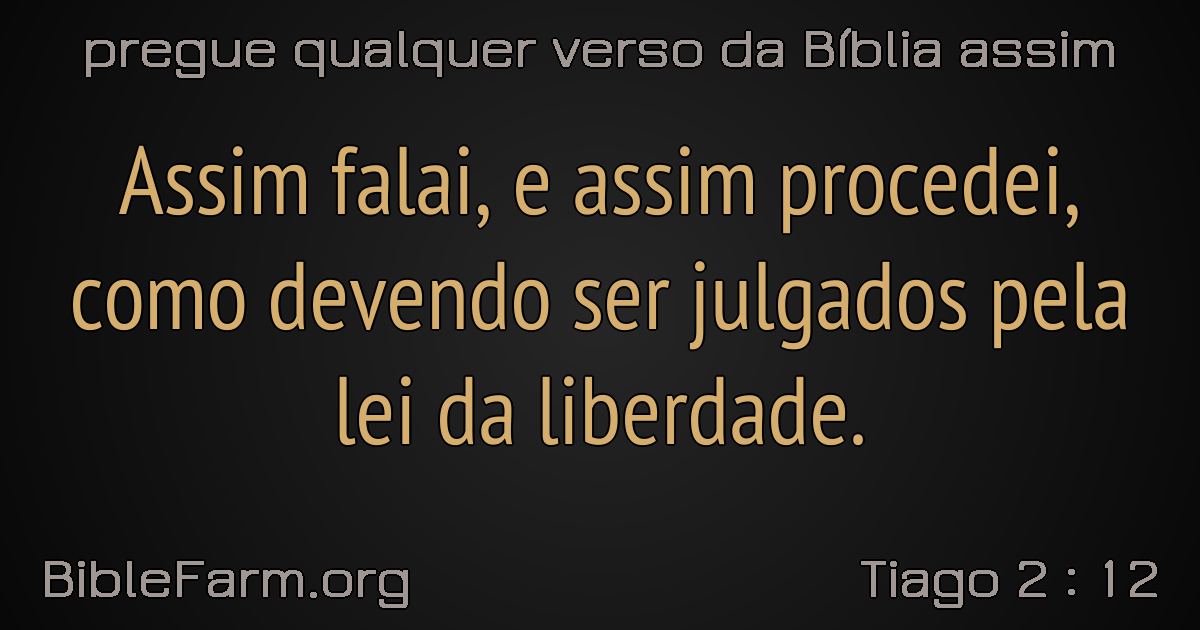 pregue qualquer verso da Bíblia assim
Assim falai, e assim procedei,
como devendo ser julgados pela
lei da liberdade.
BibleFarm.org
Tiago 2 : 12